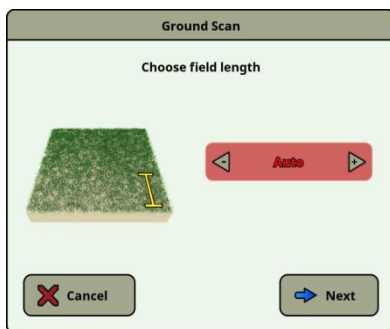 Ground Scan
Choose field length
- Auto +
Cancel
Next